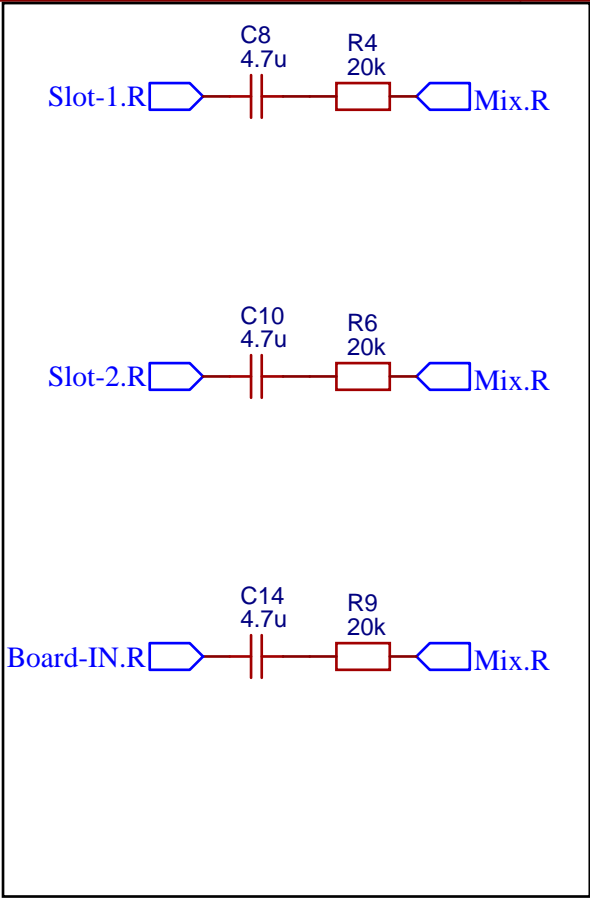 C8
4.7u
R4
20k
Slot-1.R
Mix.R
C10
4.7u
R6
20k
Slot-2.R
Mix.R
C14
4.7u
R9
20k
Board-IN.R
Mix.R